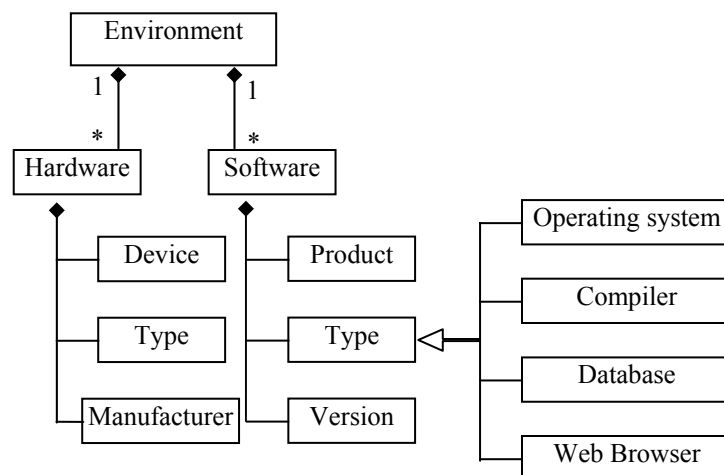 Environment
1
1
*
*
Hardware
Software
Operating system
Device
Product
Compiler
Type
Type
Database
Manufacturer
Version
Web Browser